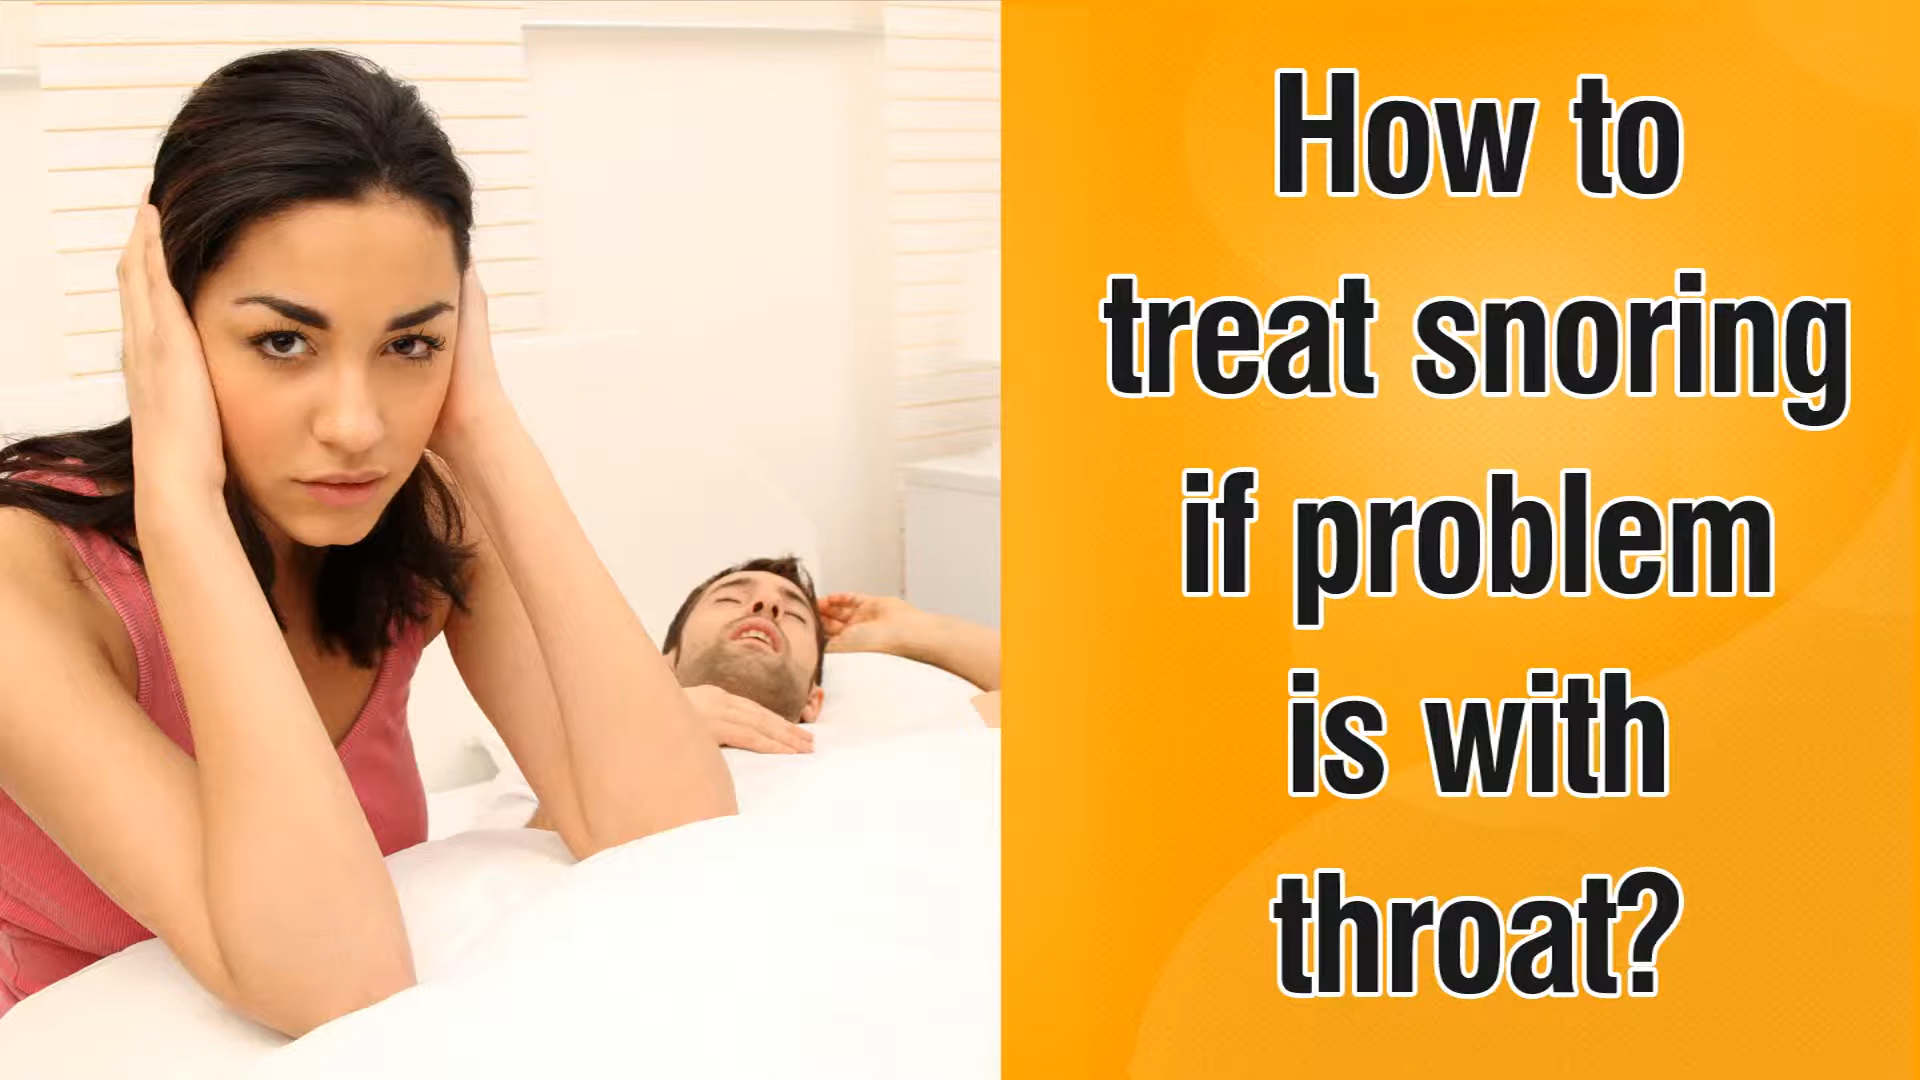 How to
treat snoring
if problem
is with
throat?